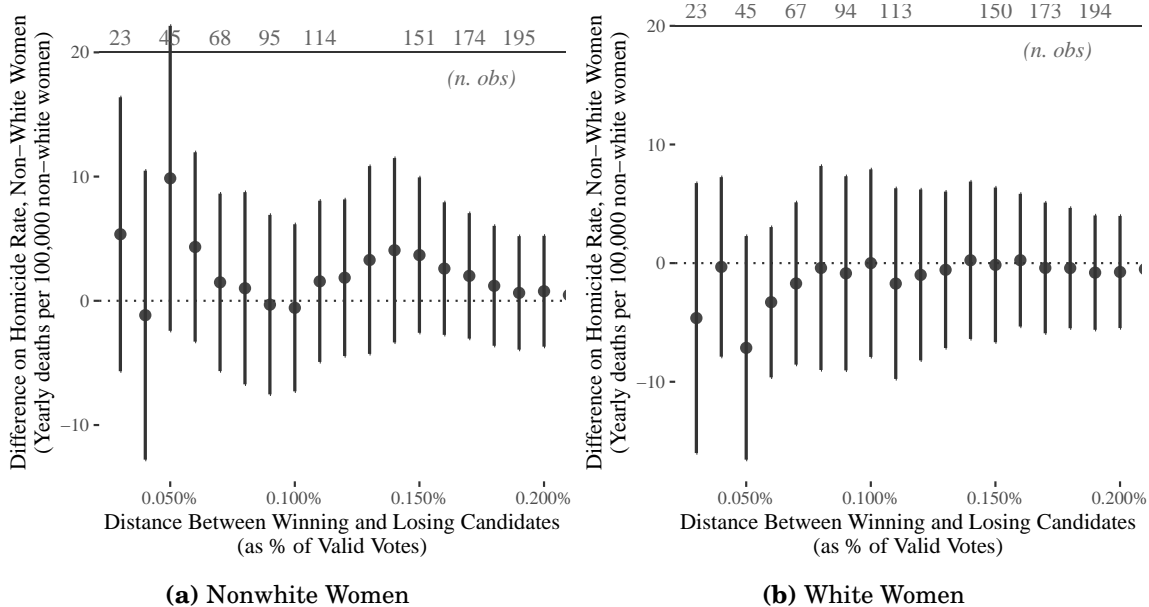 23 45 68 95 114 151 174 195
(n. obs)
20
10
0
−10
Difference on Homicide Rate, Non−White Women
(Yearly deaths per 100,000 non−white women)
0.050% 0.100% 0.150% 0.200%
Distance Between Winning and Losing Candidates
(as % of Valid Votes)
(a) Nonwhite Women
23 45 67 94 113 150 173 194
(n. obs)
20
10
0
−10
Difference on Homicide Rate, Non−White Women
(Yearly deaths per 100,000 non−white women)
0.050% 0.100% 0.150% 0.200%
Distance Between Winning and Losing Candidates
(as % of Valid Votes)
(b) White Women